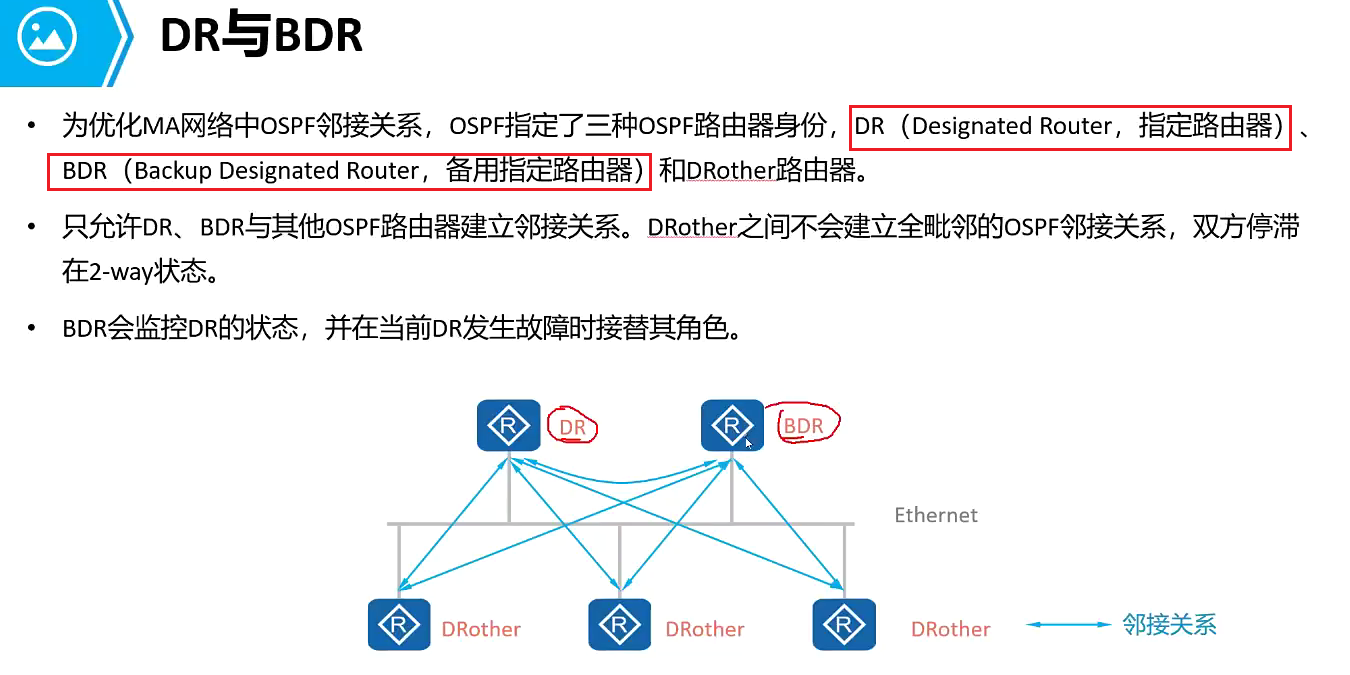 DR与BDR
• 为优化MA网络中OSPF邻接关系，OSPF指定了三种OSPF路由器身份，DR（Designated Router，指定路由器）、
BDR（Backup Designated Router，备用指定路由器）和DRother路由器。
• 只允许DR、BDR与其他OSPF路由器建立邻接关系。DRother之间不会建立全毗邻的OSPF邻接关系，双方停滞
在2-way状态。
• BDR会监控DR的状态，并在当前DR发生故障时接替其角色。
R DR R BDR
Ethernet
R DRother R DRother R DRother 邻接关系